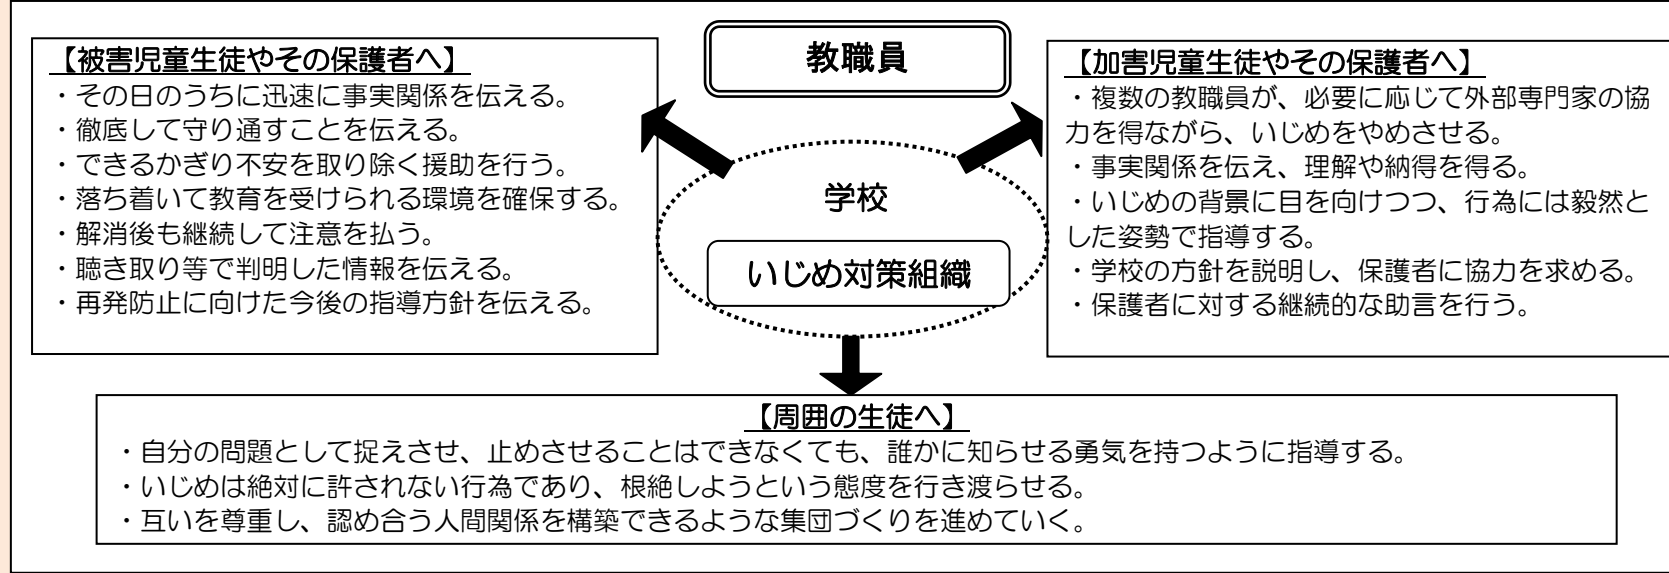 教職員
【被害児童生徒やその保護者へ】
・その日のうちに迅速に事実関係を伝える。
・徹底して守り通すことを伝える。
・できるかぎり不安を取り除く援助を行う。
・落ち着いて教育を受けられる環境を確保する。
・解消後も継続して注意を払う。
・聴き取り等で判明した情報を伝える。
・再発防止に向けた今後の指導方針を伝える。
学校
いじめ対策組織
【加害児童生徒やその保護者へ】
・複数の教職員が、必要に応じて外部専門家の協
力を得ながら、いじめをやめさせる。
・事実関係を伝え、理解や納得を得る。
・いじめの背景に目を向けつつ、行為には毅然と
した姿勢で指導する。
・学校の方針を説明し、保護者に協力を求める。
・保護者に対する継続的な助言を行う。
【周囲の生徒へ】
・自分の問題として捉えさせ、止めさせることはできなくても、誰かに知らせる勇気を持つように指導する。
・いじめは絶対に許されない行為であり、根絶しようという態度を行き渡らせる。
・互いを尊重し、認め合う人間関係を構築できるような集団づくりを進めていく。